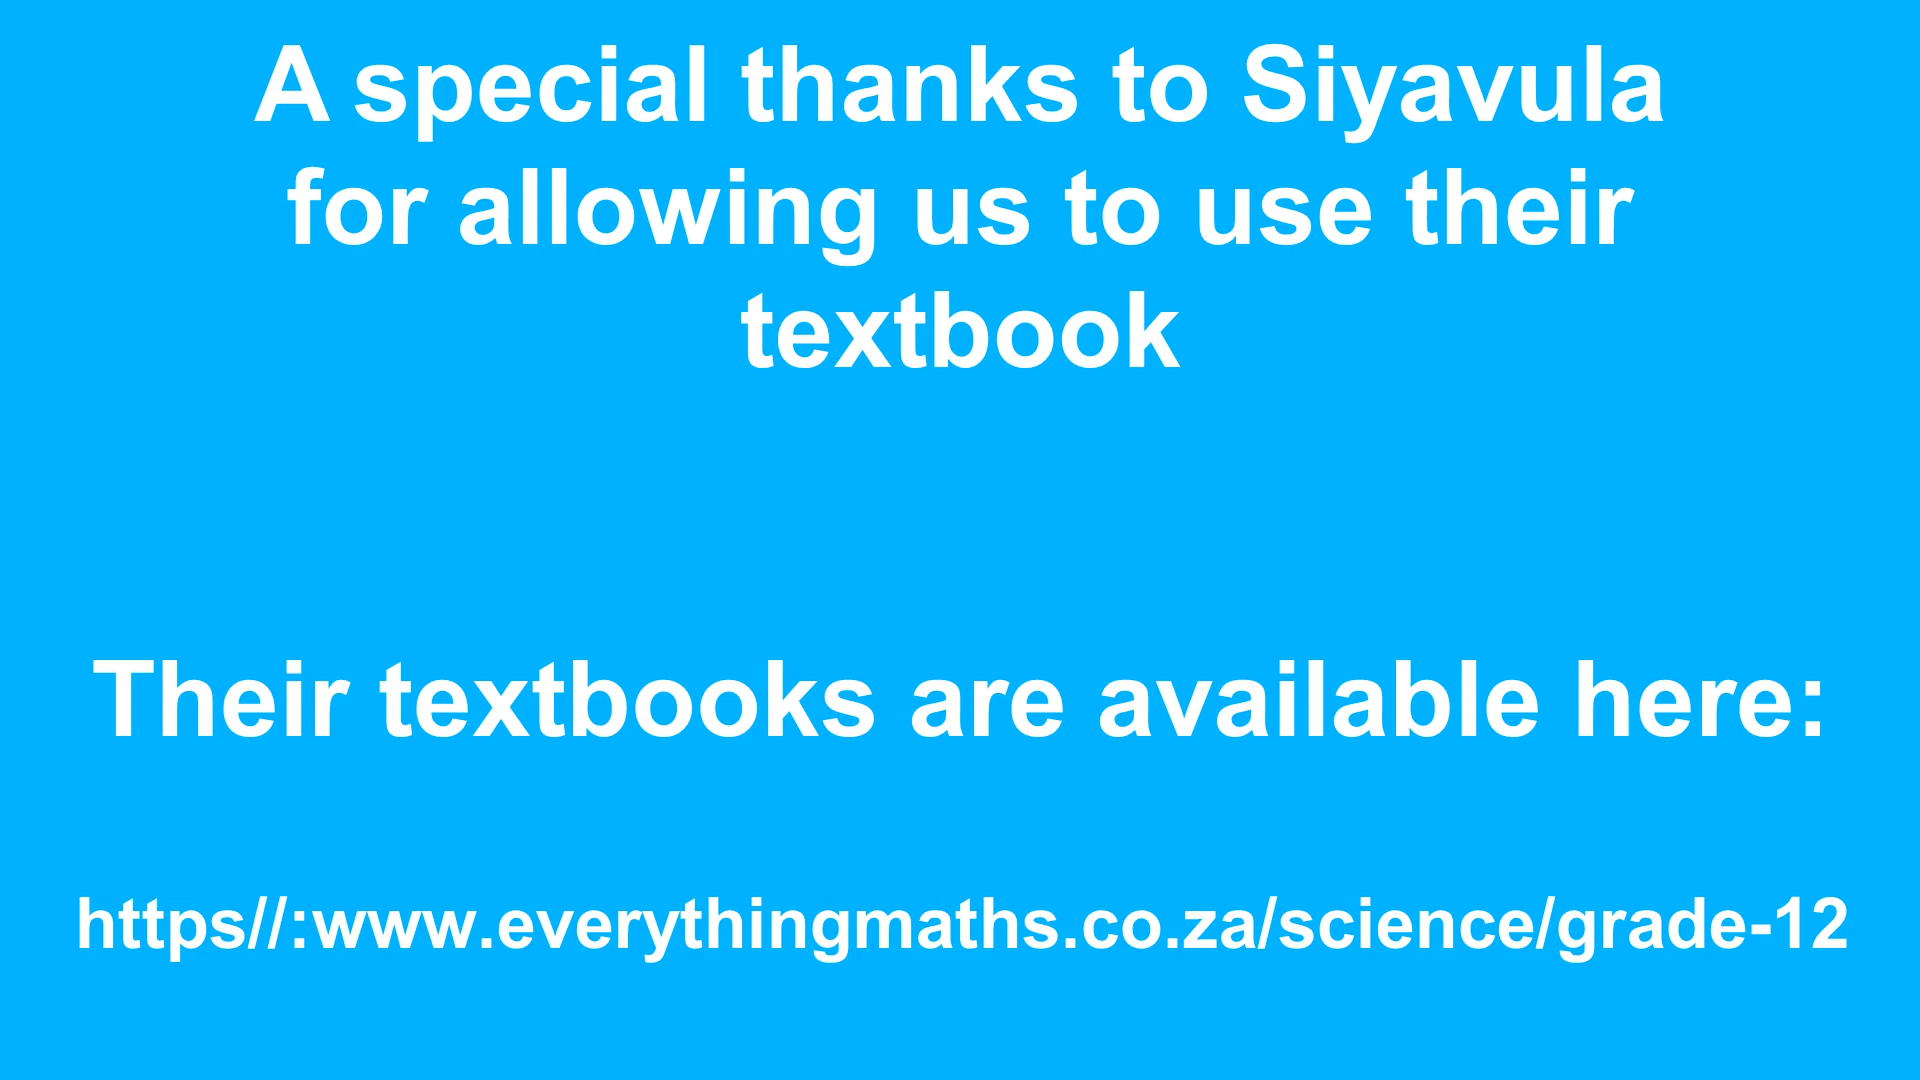 A special thanks to Siyavula
for allowing us to use their
textbook
Their textbooks are available here:
https//:www.everythingmaths.co.za/science/grade-12